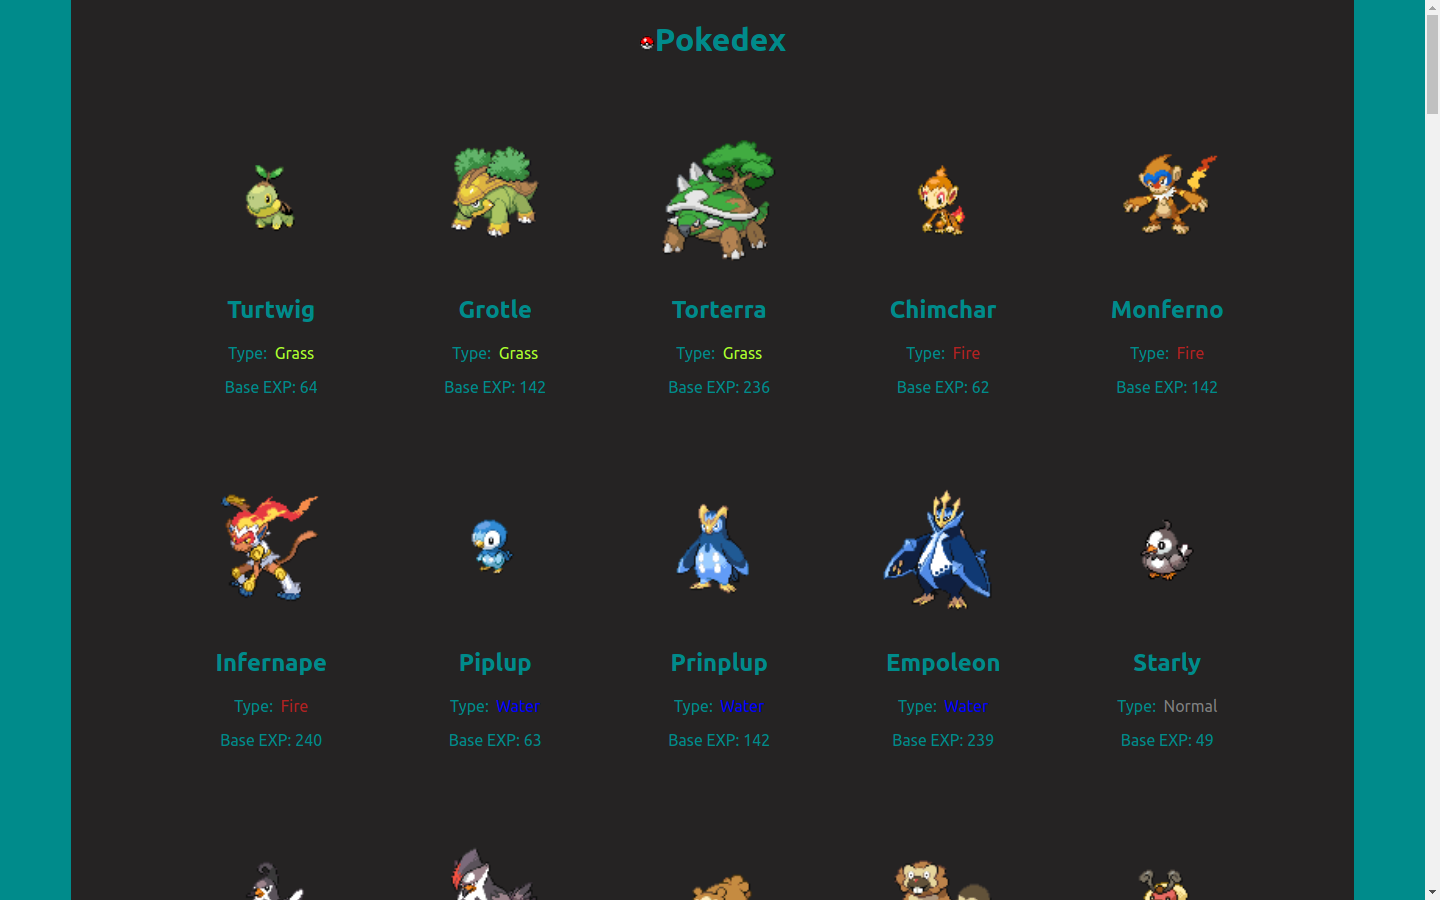 Pokedex
Turtwig Grotle Torterra Chimchar Monferno
Type: Grass Type: Grass Type: Grass Type: Fire Type: Fire
Base EXP: 64 Base EXP: 142 Base EXP: 236 Base EXP: 62 Base EXP: 142
Infernape Piplup Prinplup Empoleon Starly
Type: Fire Type: Water Type: Water Type: Water Type: Normal
Base EXP: 240 Base EXP: 63 Base EXP: 142 Base EXP: 239 Base EXP: 49